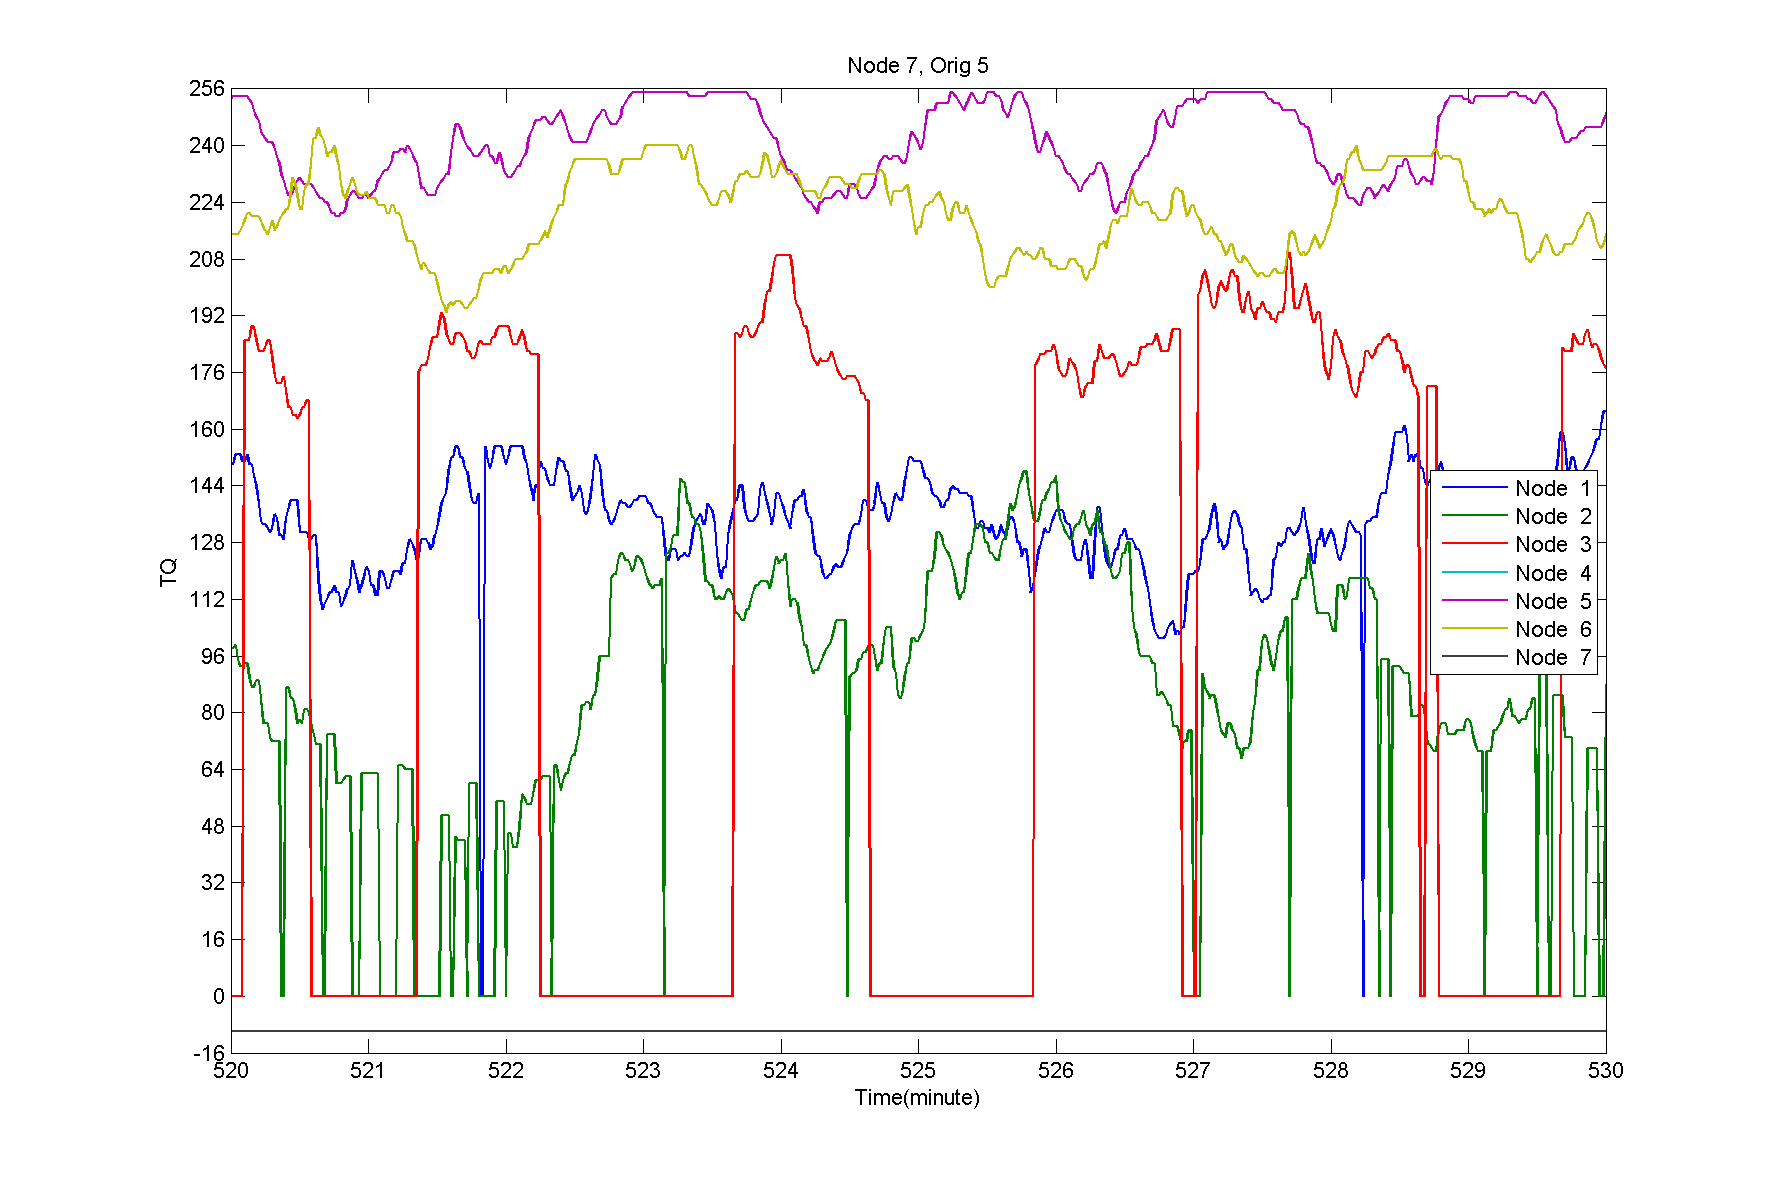 Node 7, Orig 5
256
240
224
208
192
176
160
144
128
112
96
80
64
48
32
16
0
-16
TQ
Node 1
Node 2
Node 3
Node 4
Node 5
Node 6
Node 7
520 521 522 523 524 525 526 527 528 529 530
Time(minute)